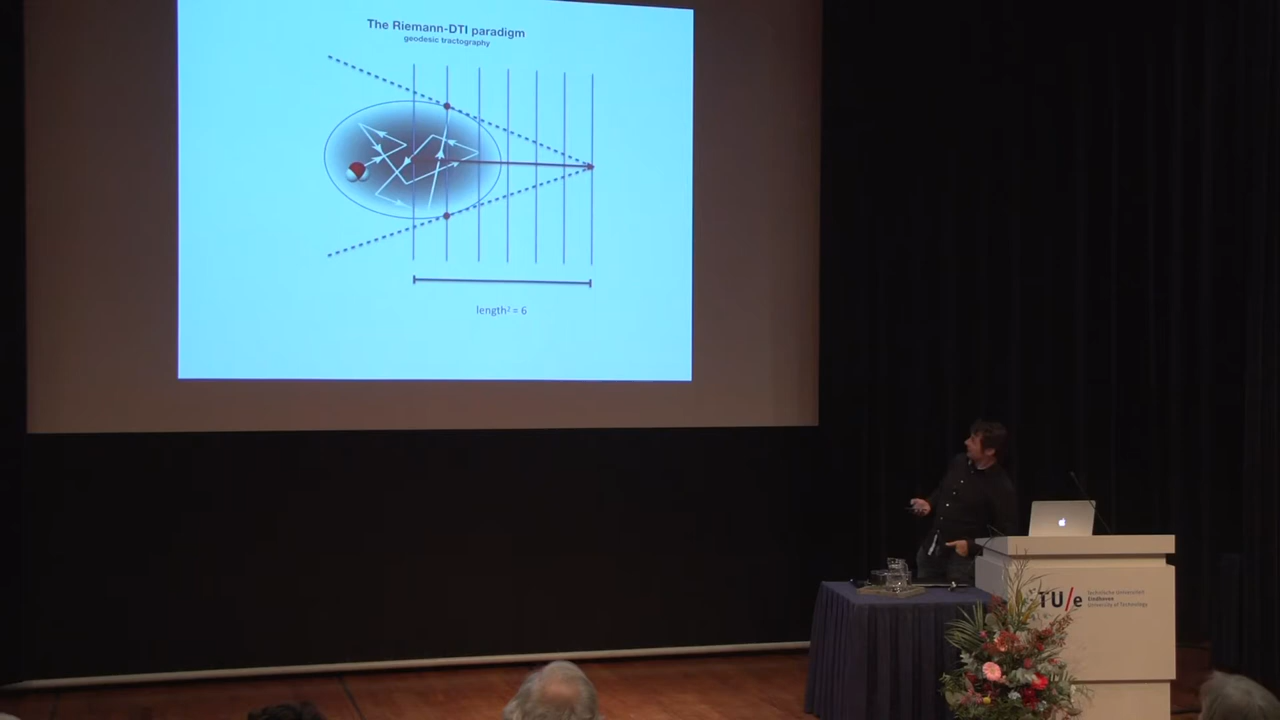 The Riemann-DTI paradigm
geodesic tractography
length² = 6
TU/e
Technische Universiteit
Eindhoven
University of Technology